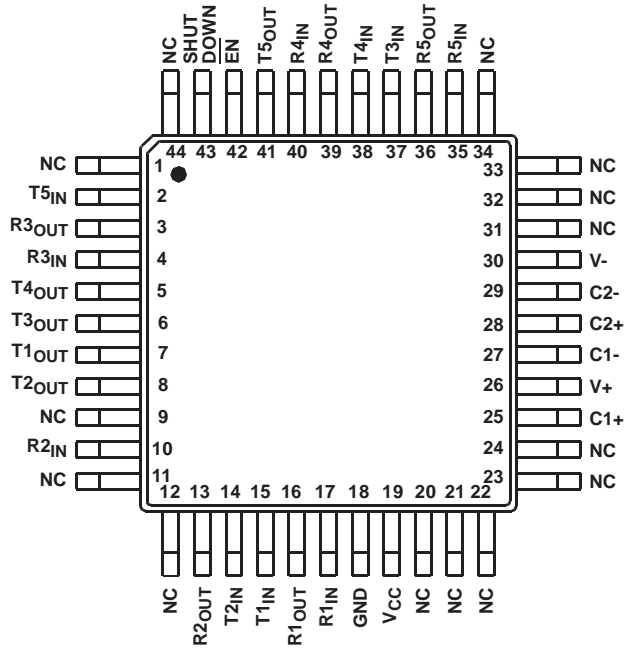 NC
SHUT
DOWN
EN
T5OUT
R4IN
R4OUT
T4IN
T3IN
R5OUT
R5IN
NC
44 43 42 41 40 39 38 37 36 35 34
NC 1
T5IN 2
R3OUT 3
R3IN 4
T4OUT 5
T3OUT 6
T1OUT 7
T2OUT 8
NC 9
R2IN 10
NC 11
33 NC
32 NC
31 NC
30 V-
29 C2-
28 C2+
27 C1-
26 V+
25 C1+
24 NC
23 NC
12 13 14 15 16 17 18 19 20 21 22
NC
R2OUT
T2IN
T1IN
R1OUT
R1IN
GND
VCC
NC
NC
NC